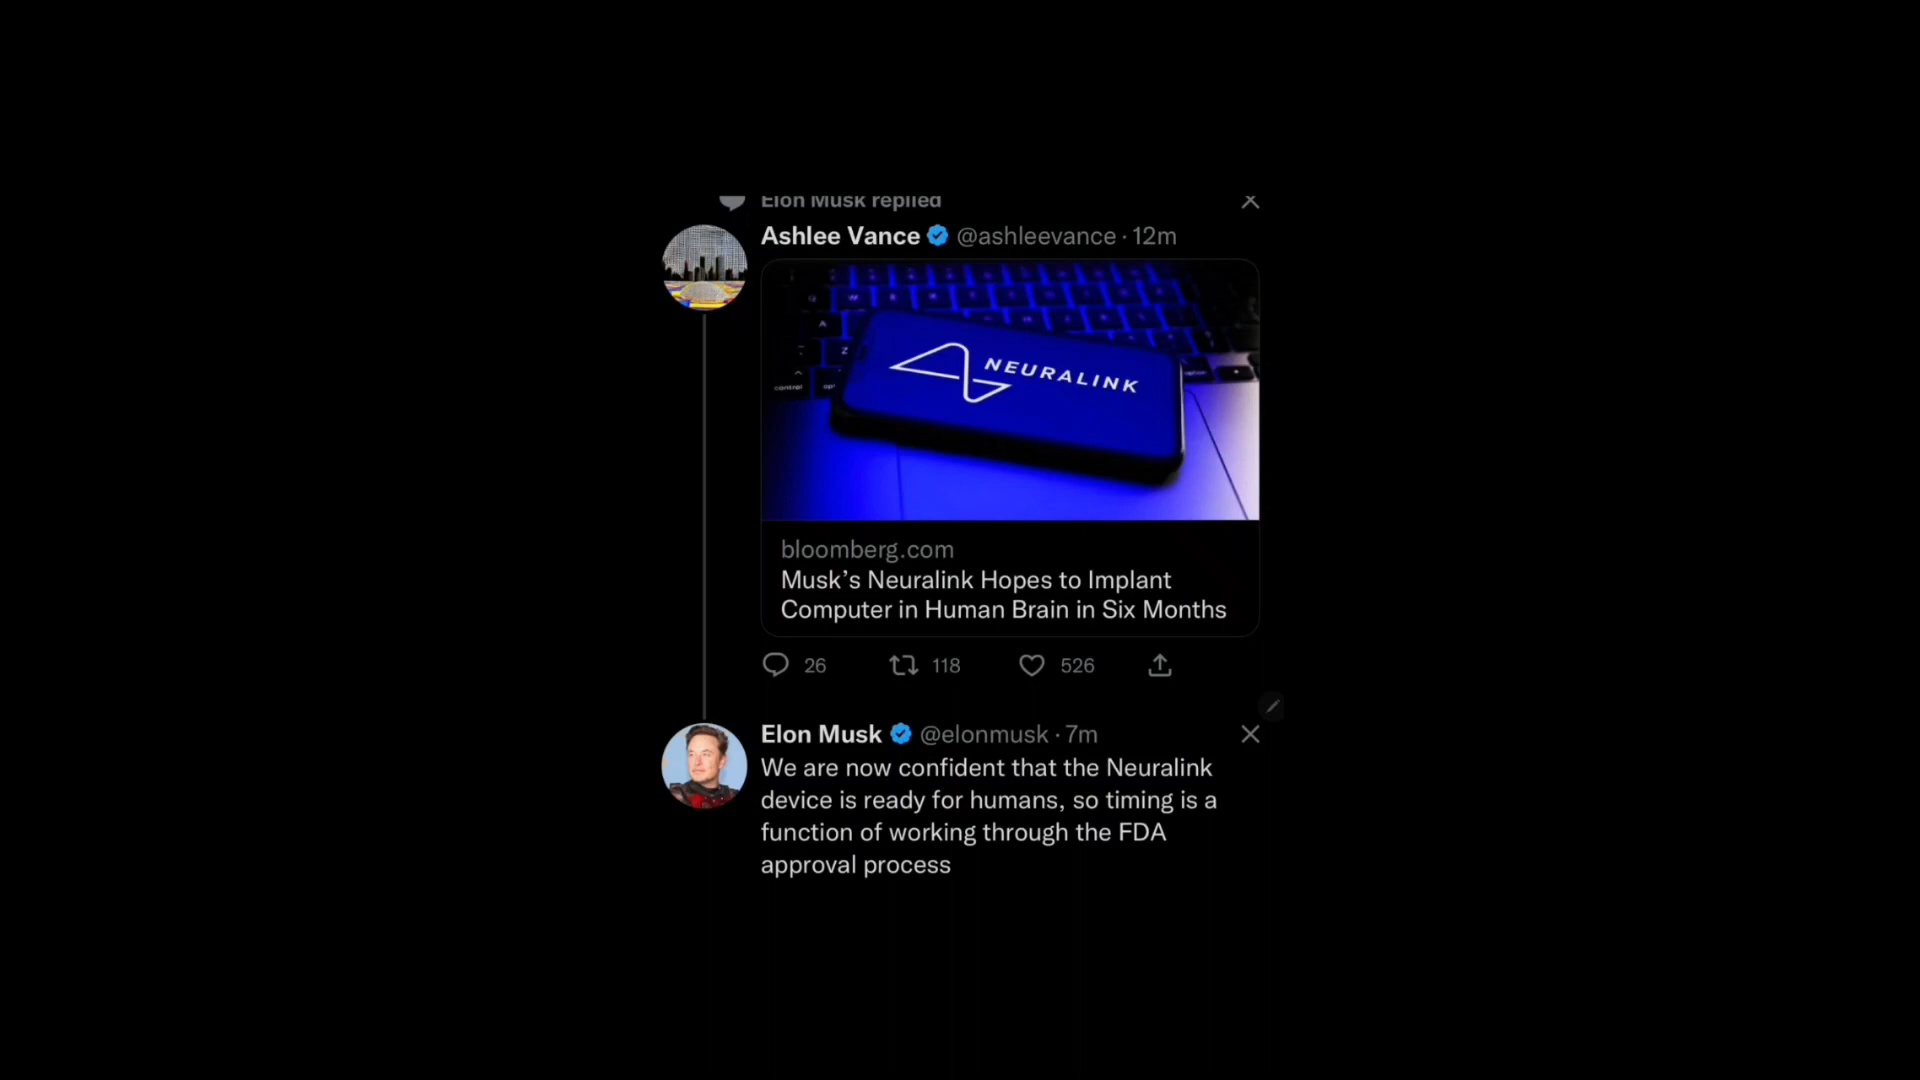 Elon Musk replied
Ashlee Vance @ashleevance · 12m
NEURALINK
bloomberg.com
Musk’s Neuralink Hopes to Implant
Computer in Human Brain in Six Months
26 118 526
Elon Musk @elonmusk · 7m
We are now confident that the Neuralink
device is ready for humans, so timing is a
function of working through the FDA
approval process